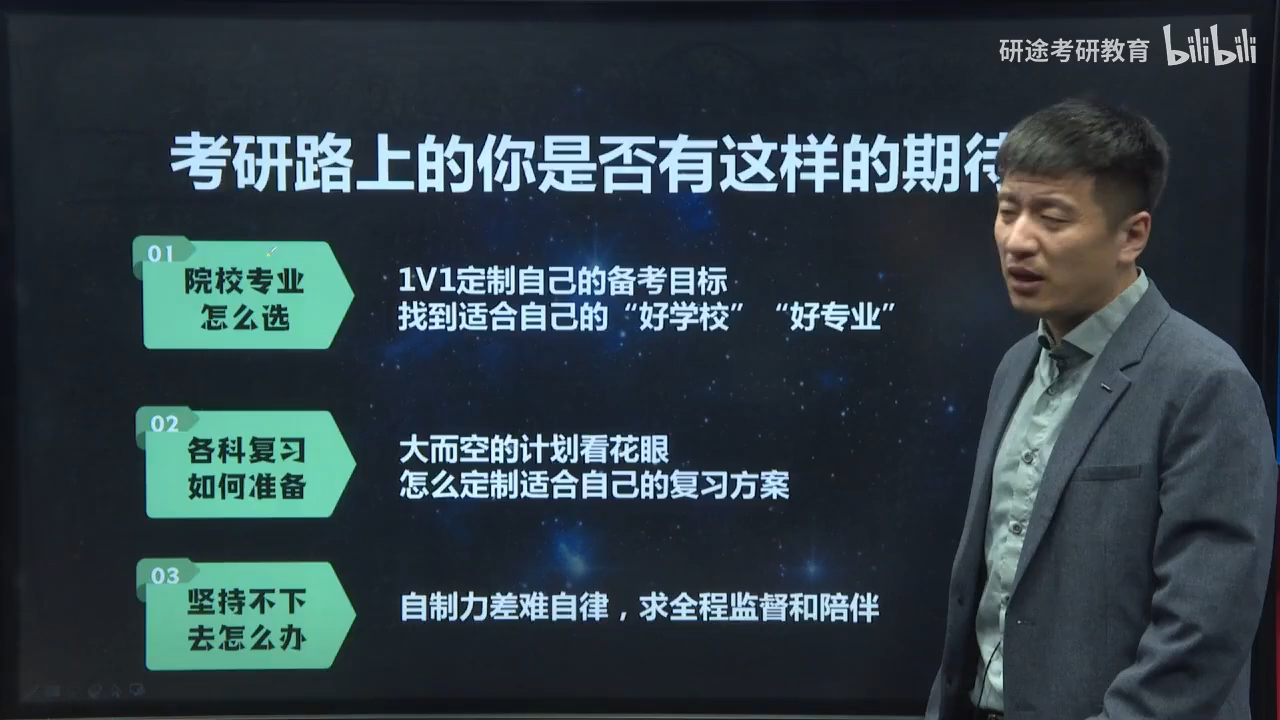 研途考研教育 bilibili
考研路上的你是否有这样的期待
01
院校专业
怎么选
1V1定制自己的备考目标
找到适合自己的“好学校”“好专业”
02
各科复习
如何准备
大而空的计划看花眼
怎么定制适合自己的复习方案
03
坚持不下
去怎么办
自制力差难自律，求全程监督和陪伴